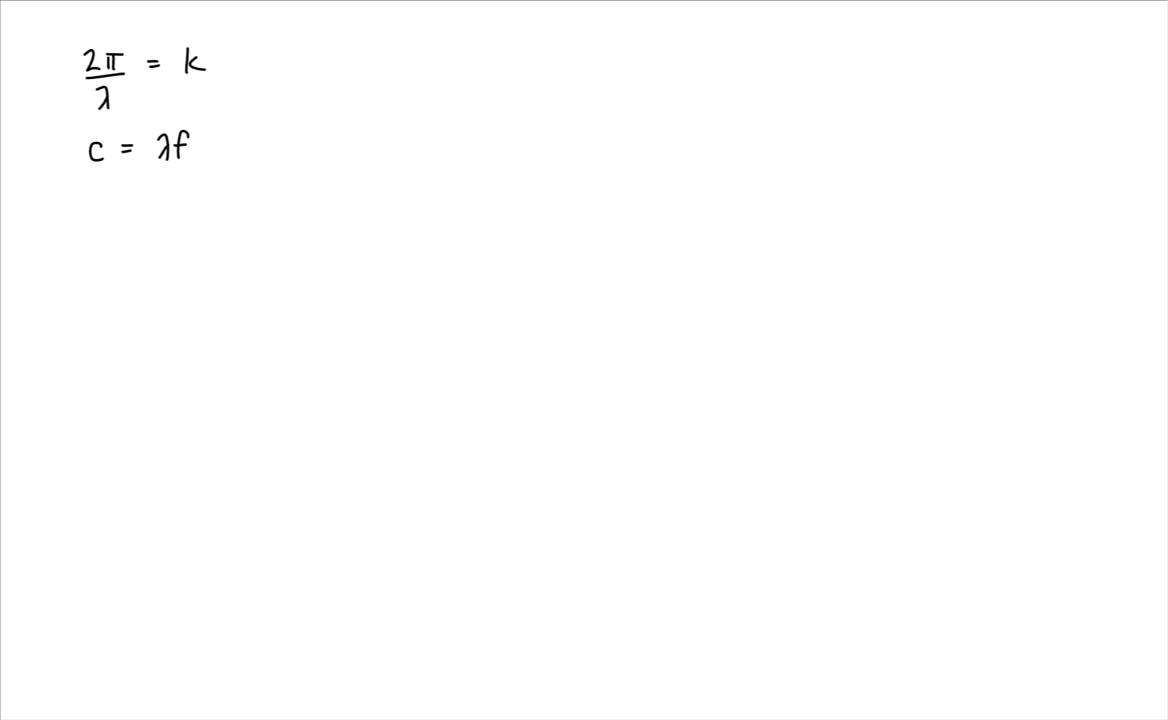 2π/λ = k
c = λf